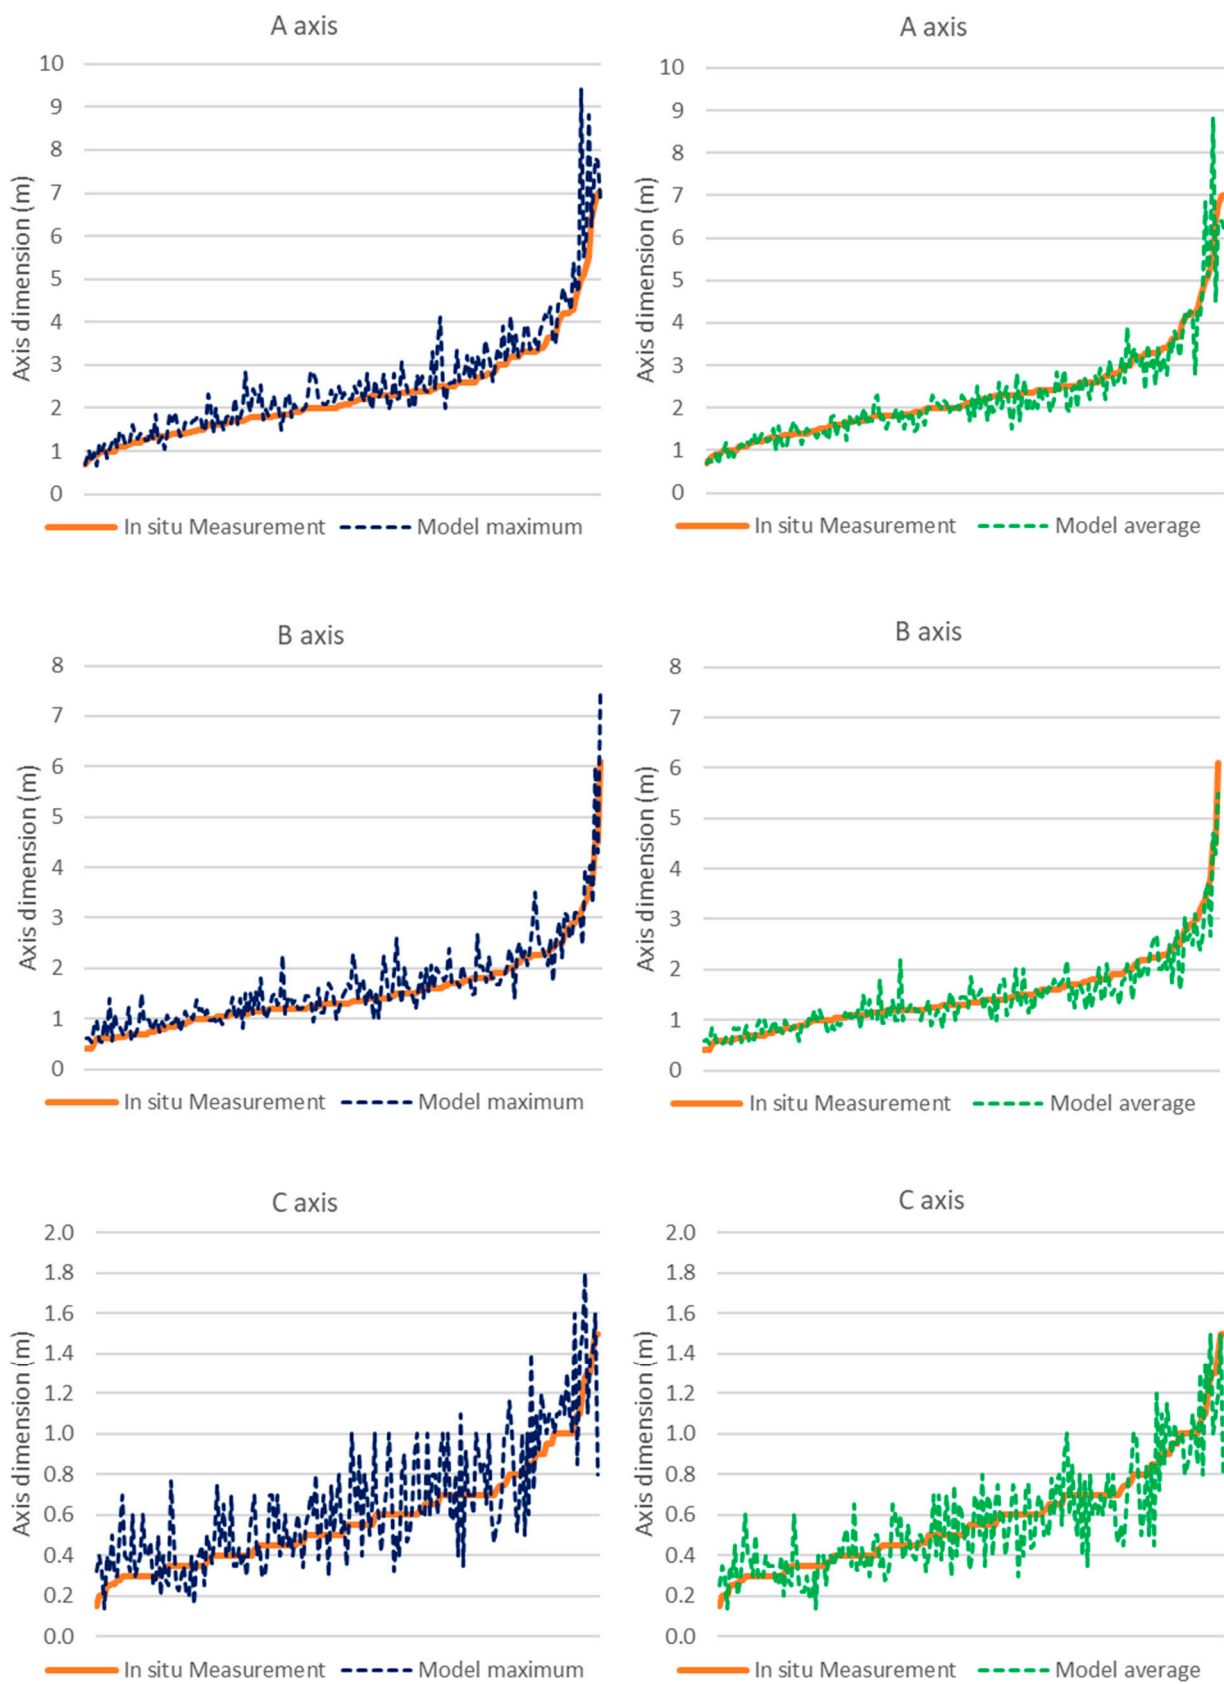 A axis
Axis dimension (m)
10
9
8
7
6
5
4
3
2
1
0
In situ Measurement
Model maximum
A axis
Axis dimension (m)
10
9
8
7
6
5
4
3
2
1
0
In situ Measurement
Model average
B axis
Axis dimension (m)
8
7
6
5
4
3
2
1
0
In situ Measurement
Model maximum
B axis
Axis dimension (m)
8
7
6
5
4
3
2
1
0
In situ Measurement
Model average
C axis
Axis dimension (m)
2.0
1.8
1.6
1.4
1.2
1.0
0.8
0.6
0.4
0.2
0.0
In situ Measurement
Model maximum
C axis
Axis dimension (m)
2.0
1.8
1.6
1.4
1.2
1.0
0.8
0.6
0.4
0.2
0.0
In situ Measurement
Model average